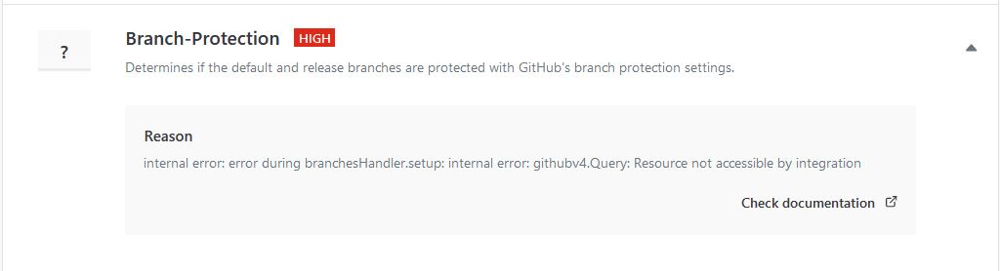 ?
Branch-Protection HIGH
Determines if the default and release branches are protected with GitHub's branch protection settings.
Reason
internal error: error during branchesHandler.setup: internal error: githubv4.Query: Resource not accessible by integration
Check documentation